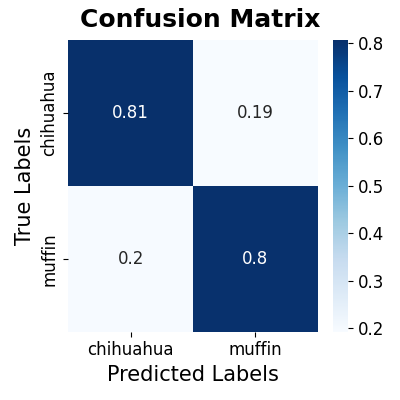 Confusion Matrix
True Labels
chihuahua
0.81
0.19
muffin
0.2
0.8
chihuahua
muffin
Predicted Labels
0.8
0.7
0.6
0.5
0.4
0.3
0.2